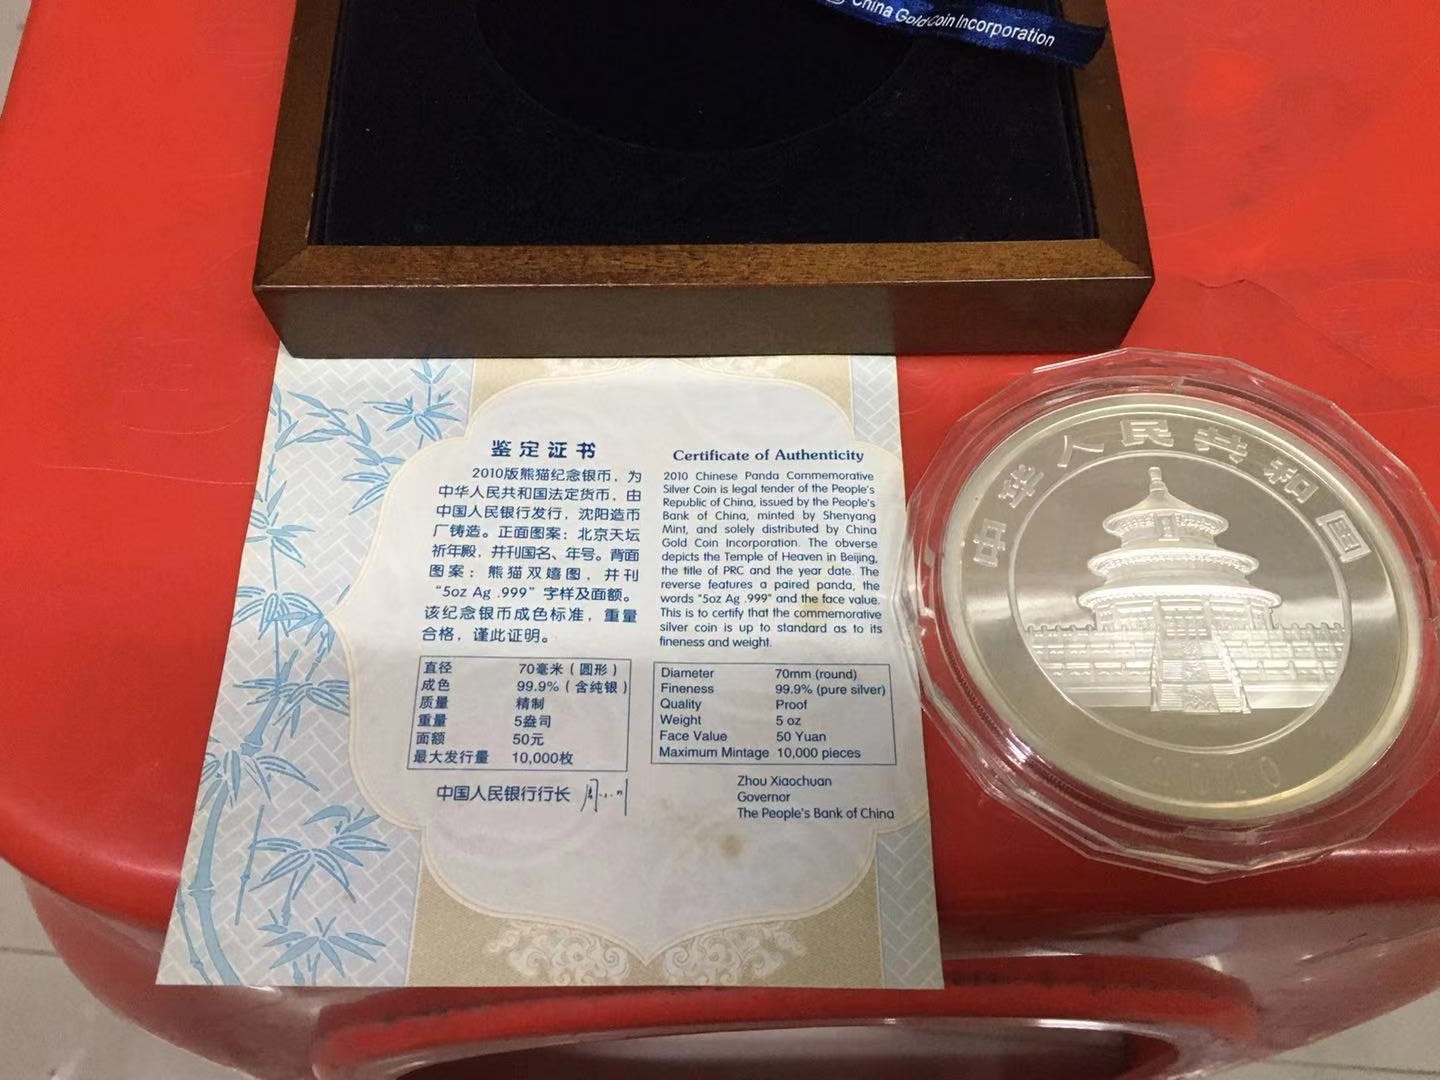 China Gold Coin Incorporation
鉴定证书
2010版熊猫纪念银币，为
中华人民共和国法定货币，由
中国人民银行发行，沈阳造币
厂铸造。正面图案：北京天坛
祈年殿，并刊国名、年号。背面
图案：熊猫双嬉图，并刊
“5oz Ag .999”字样及面额。
该纪念银币成色标准，重量
合格，谨此证明。
直径 70毫米（圆形）
成色 99.9%（含纯银）
质量 精制
重量 5盎司
面额 50元
最大发行量 10,000枚
中国人民银行行长
Certificate of Authenticity
2010 Chinese Panda Commemorative
Silver Coin is legal tender of the People's
Republic of China, issued by the People's
Bank of China, minted by Shenyang
Mint, and solely distributed by China
Gold Coin Incorporation. The obverse
depicts the Temple of Heaven in Beijing,
the title of PRC and the year date. The
reverse features a paired panda, the
words "5oz Ag .999" and the face value.
This is to certify that the commemorative
silver coin is up to standard as to its
fineness and weight.
Diameter 70mm (round)
Fineness 99.9% (pure silver)
Quality Proof
Weight 5 oz
Face Value 50 Yuan
Maximum Mintage 10,000 pieces
Zhou Xiaochuan
Governor
The People's Bank of China
中华人民共和国
2010